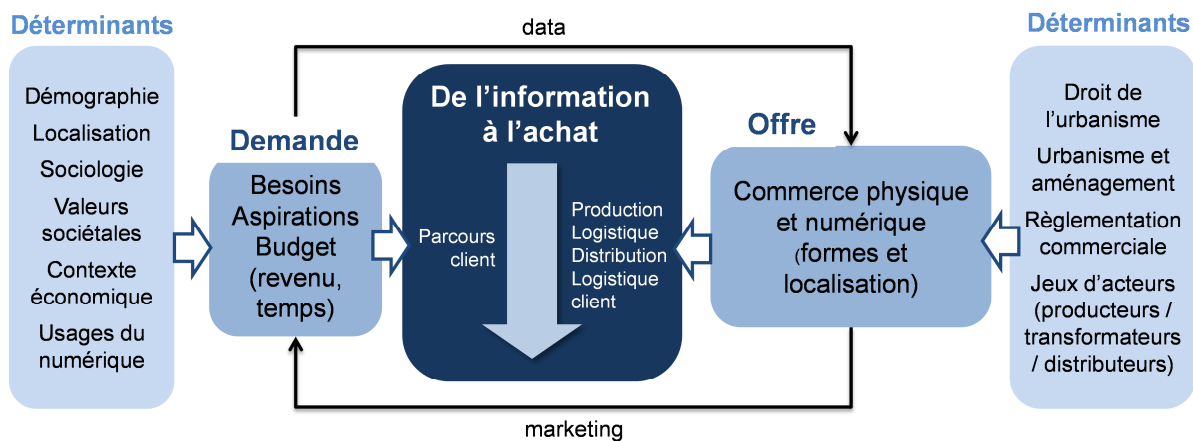 Déterminants
Démographie
Localisation
Sociologie
Valeurs
sociétales
Contexte
économique
Usages du
numérique
data
Demande
Besoins
Aspirations
Budget
(revenu,
temps)
De l’information
à l’achat
Parcours
client
Production
Logistique
Distribution
Logistique
client
Offre
Commerce physique
et numérique
(formes et
localisation)
marketing
Déterminants
Droit de
l’urbanisme
Urbanisme et
aménagement
Règlementation
commerciale
Jeux d’acteurs
(producteurs /
transformateurs
/ distributeurs)